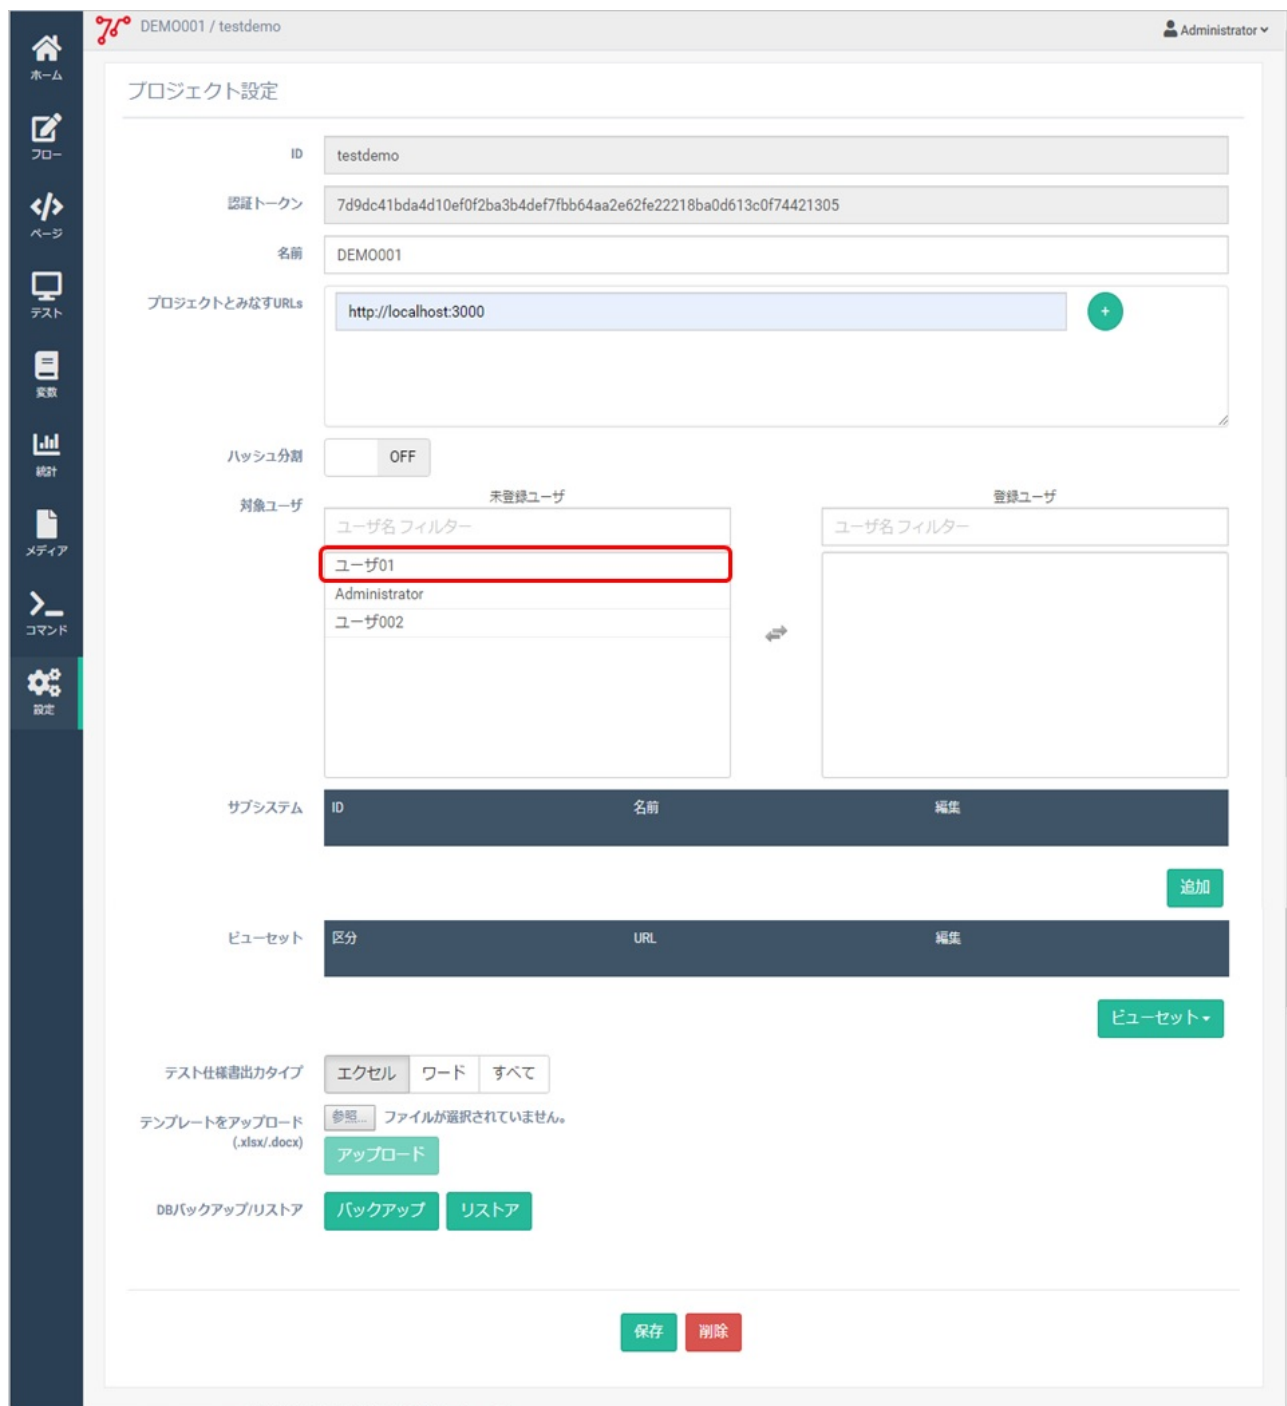 DEMO001 / testdemo
Administrator
ホーム
フロー
ページ
テスト
変数
統計
メディア
コマンド
設定
プロジェクト設定
ID
testdemo
認証トークン
7d9dc41bda4d10ef0f2ba3b4def7fbb64aa2e62fe22218ba0d613c0f74421305
名前
DEMO001
プロジェクトとみなすURLs
http://localhost:3000
+
ハッシュ分割
OFF
対象ユーザ
未登録ユーザ
登録ユーザ
ユーザ名 フィルター
ユーザ名 フィルター
ユーザ01
Administrator
ユーザ002
サブシステム
ID 名前 編集
追加
ビューセット
区分 URL 編集
ビューセット
テスト仕様書出力タイプ
エクセル ワード すべて
テンプレートをアップロード
(.xlsx/.docx)
参照... ファイルが選択されていません。
アップロード
DBバックアップ/リストア
バックアップ リストア
保存 削除